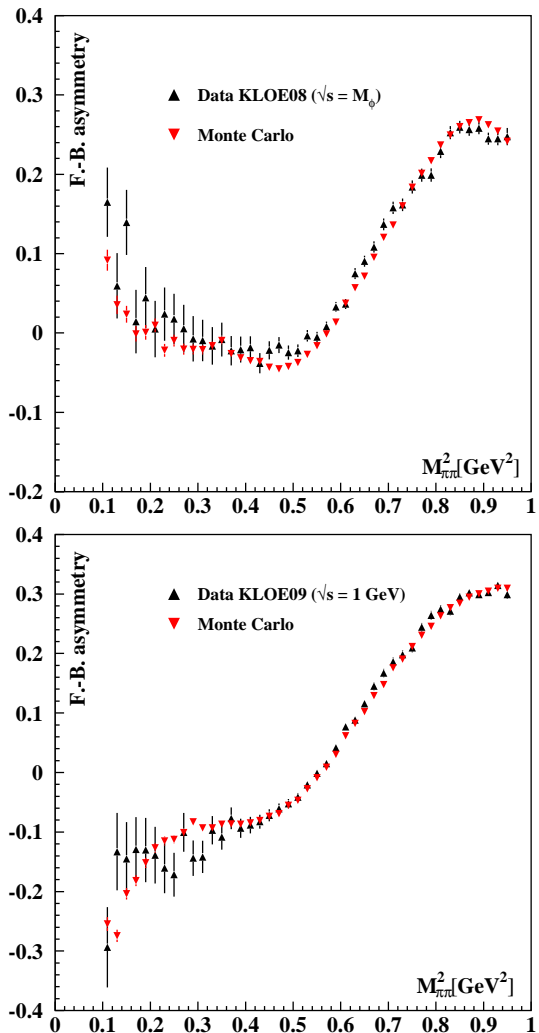 0.4
F.-B. asymmetry
▲ Data KLOE08 (√s = M_ϕ)
▼ Monte Carlo
0.3
0.2
0.1
0
-0.1
M²_ππ[GeV²]
-0.2
0 0.1 0.2 0.3 0.4 0.5 0.6 0.7 0.8 0.9 1
0.4
F.-B. asymmetry
▲ Data KLOE09 (√s = 1 GeV)
▼ Monte Carlo
0.3
0.2
0.1
0
-0.1
-0.2
-0.3
M²_ππ[GeV²]
-0.4
0 0.1 0.2 0.3 0.4 0.5 0.6 0.7 0.8 0.9 1